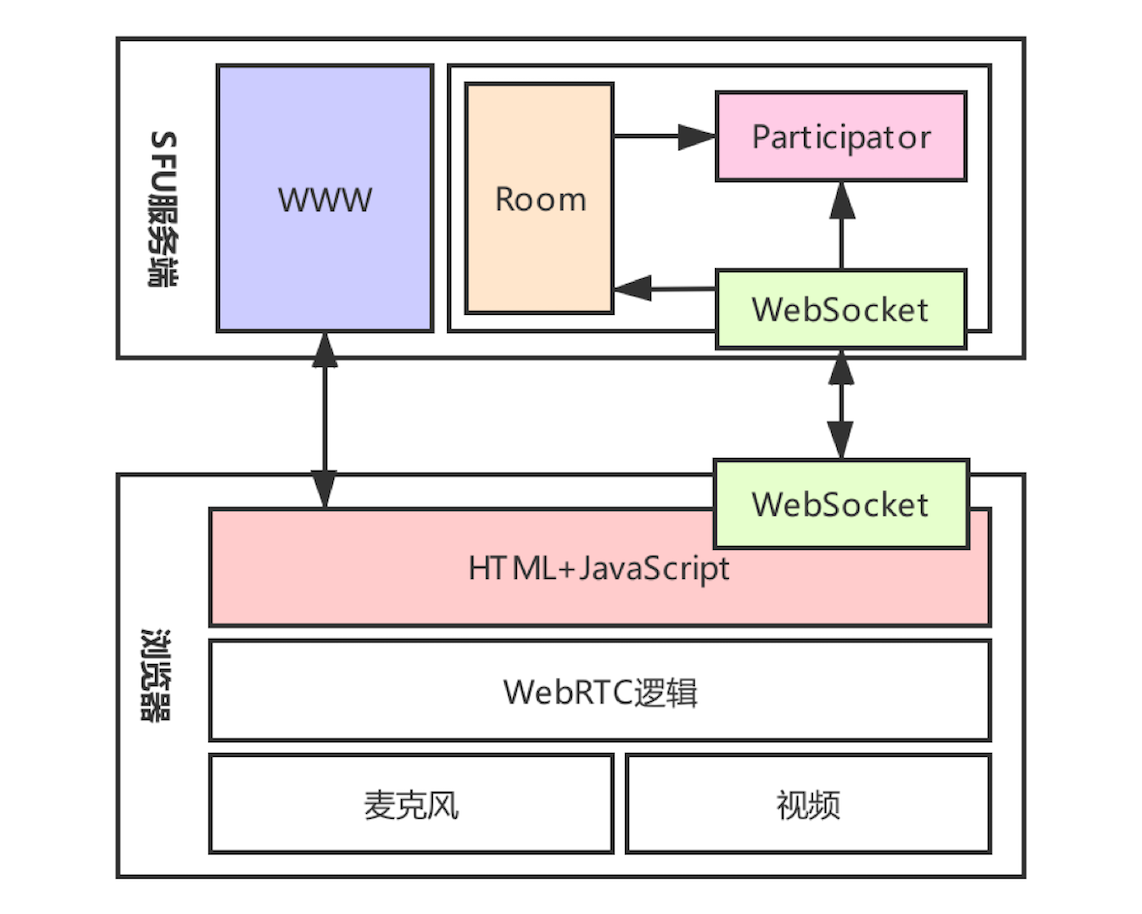 SFU服务端
WWW
Room
Participator
WebSocket
WebSocket
HTML+JavaScript
浏览器
WebRTC逻辑
麦克风
视频